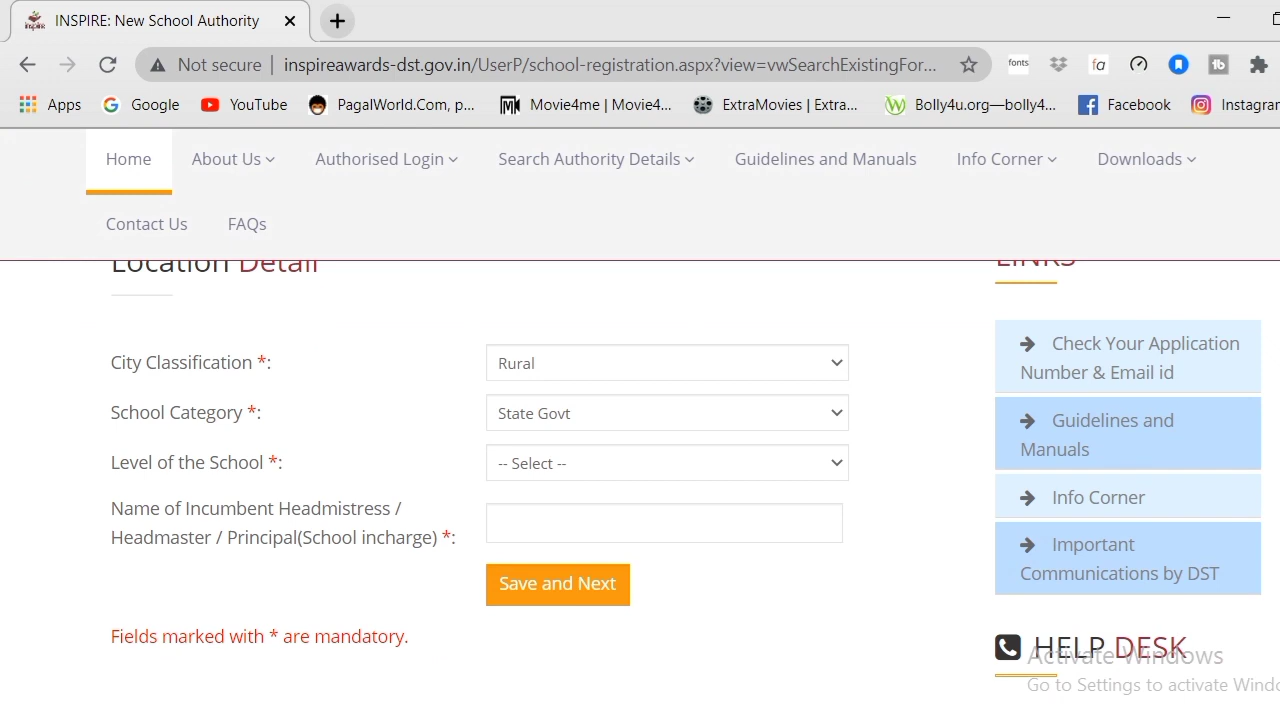 INSPIRE: New School Authority
Not secure | inspireawards-dst.gov.in/UserP/school-registration.aspx?view=vwSearchExistingFor...
fonts
Apps Google YouTube PagalWorld.Com, p... Movie4me | Movie4... ExtraMovies | Extra... Bolly4u.org—bolly4... Facebook Instagran
Home About Us Authorised Login Search Authority Details Guidelines and Manuals Info Corner Downloads
Contact Us FAQs
Location Detail
LINKS
City Classification *: Rural
School Category *: State Govt
Level of the School *: -- Select --
Name of Incumbent Headmistress /
Headmaster / Principal(School incharge) *:
Save and Next
Fields marked with * are mandatory.
Check Your Application
Number & Email id
Guidelines and
Manuals
Info Corner
Important
Communications by DST
HELP DESK
Activate Windows
Go to Settings to activate Windo